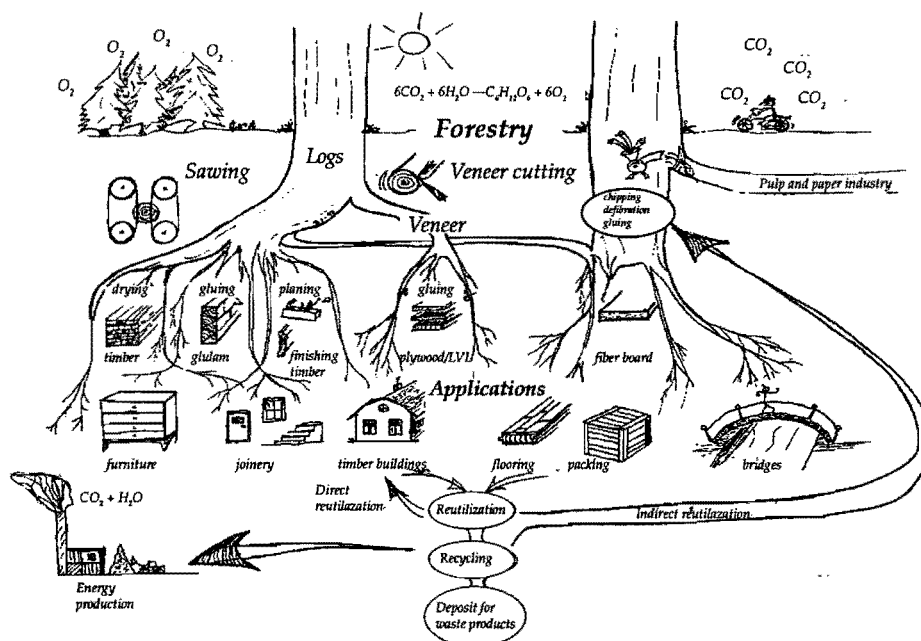 O₂
O₂
O₂
O₂
O₂
CO₂
CO₂
CO₂
CO₂
CO₂
6CO₂ + 6H₂O — C₆H₁₂O₆ + 6O₂
Forestry
Logs
Sawing
Veneer cutting
Pulp and paper industry
chipping
defibration
gluing
Veneer
drying
gluing
planing
gluing
timber
glulam
finishing
timber
plywood/LVL
fiber board
Applications
furniture
joinery
timber buildings
flooring
packing
bridges
CO₂ + H₂O
Direct
reutilazation
Reutilization
Indirect reutilazation
Recycling
Energy
production
Deposit for
waste products